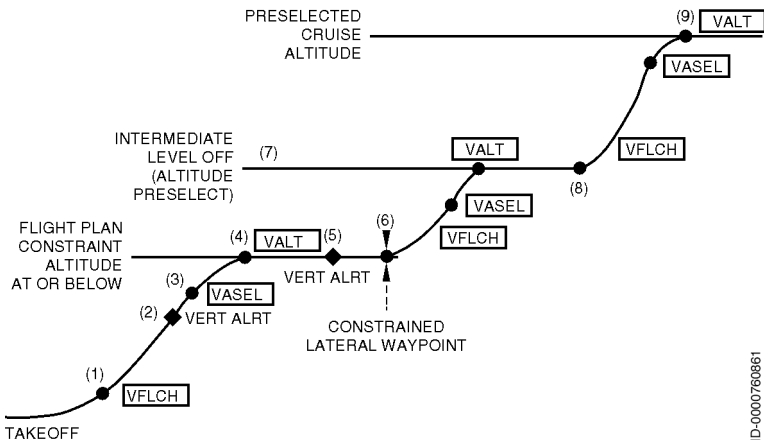 PRESELECTED
CRUISE
ALTITUDE
(9)
VALT
VASEL
INTERMEDIATE
LEVEL OFF
(ALTITUDE
PRESELECT)
(7)
VALT
VFLCH
(8)
VASEL
(6)
VFLCH
FLIGHT PLAN
CONSTRAINT
ALTITUDE
AT OR BELOW
(4)
VALT
(5)
VERT ALRT
(3)
VASEL
(2)
VERT ALRT
CONSTRAINED
LATERAL WAYPOINT
(1)
VFLCH
TAKEOFF
ID-0000760861